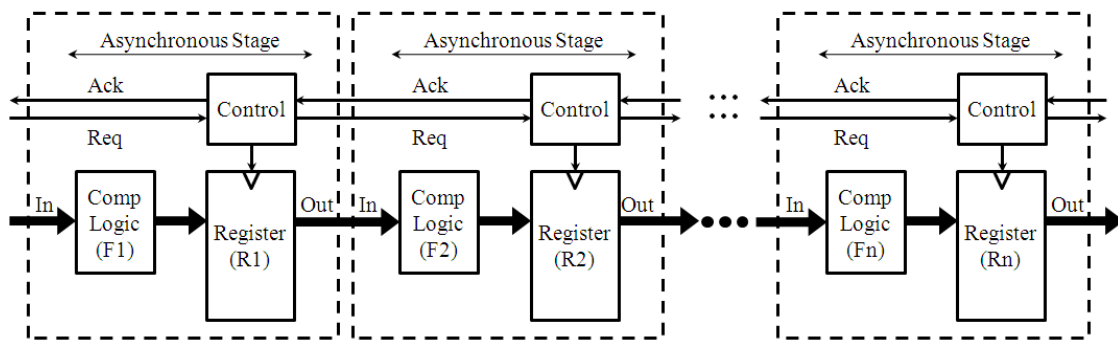 Asynchronous Stage
Ack
Control
Req
In
Comp
Logic
(F1)
Register
(R1)
Out
Asynchronous Stage
Ack
Control
Req
In
Comp
Logic
(F2)
Register
(R2)
Out
Asynchronous Stage
Ack
Control
Req
In
Comp
Logic
(Fn)
Register
(Rn)
Out